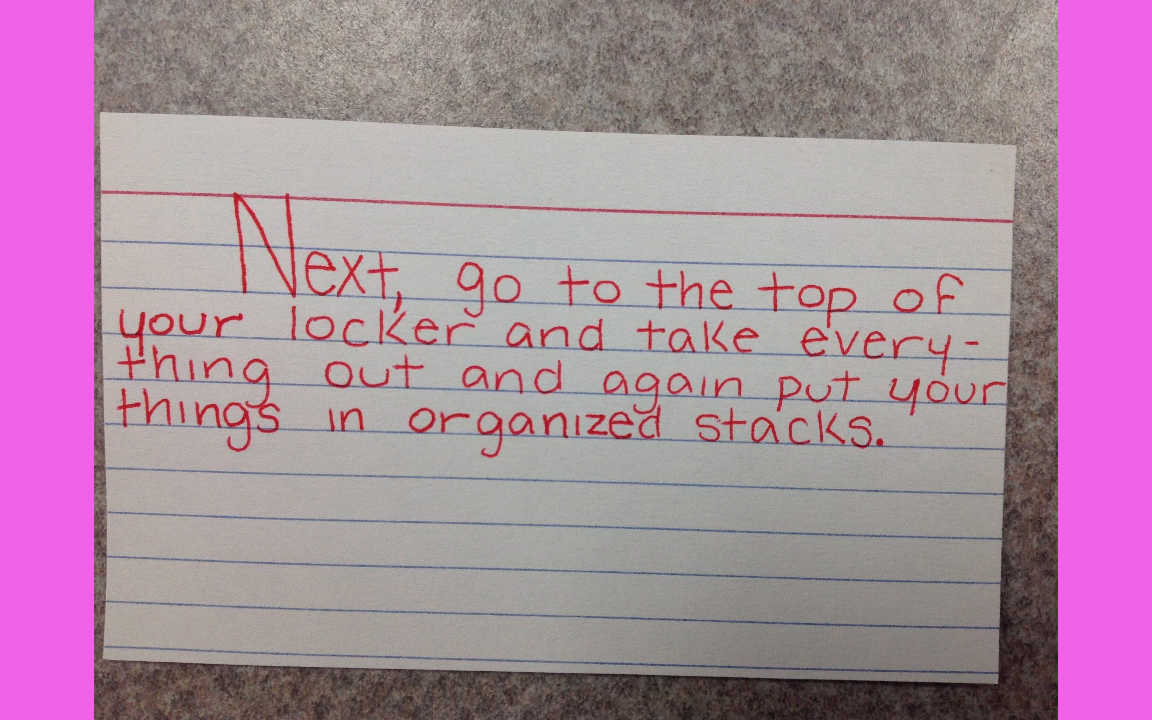 Next, go to the top of
your locker and take every-
thing out and again put your
things in organized stacks.